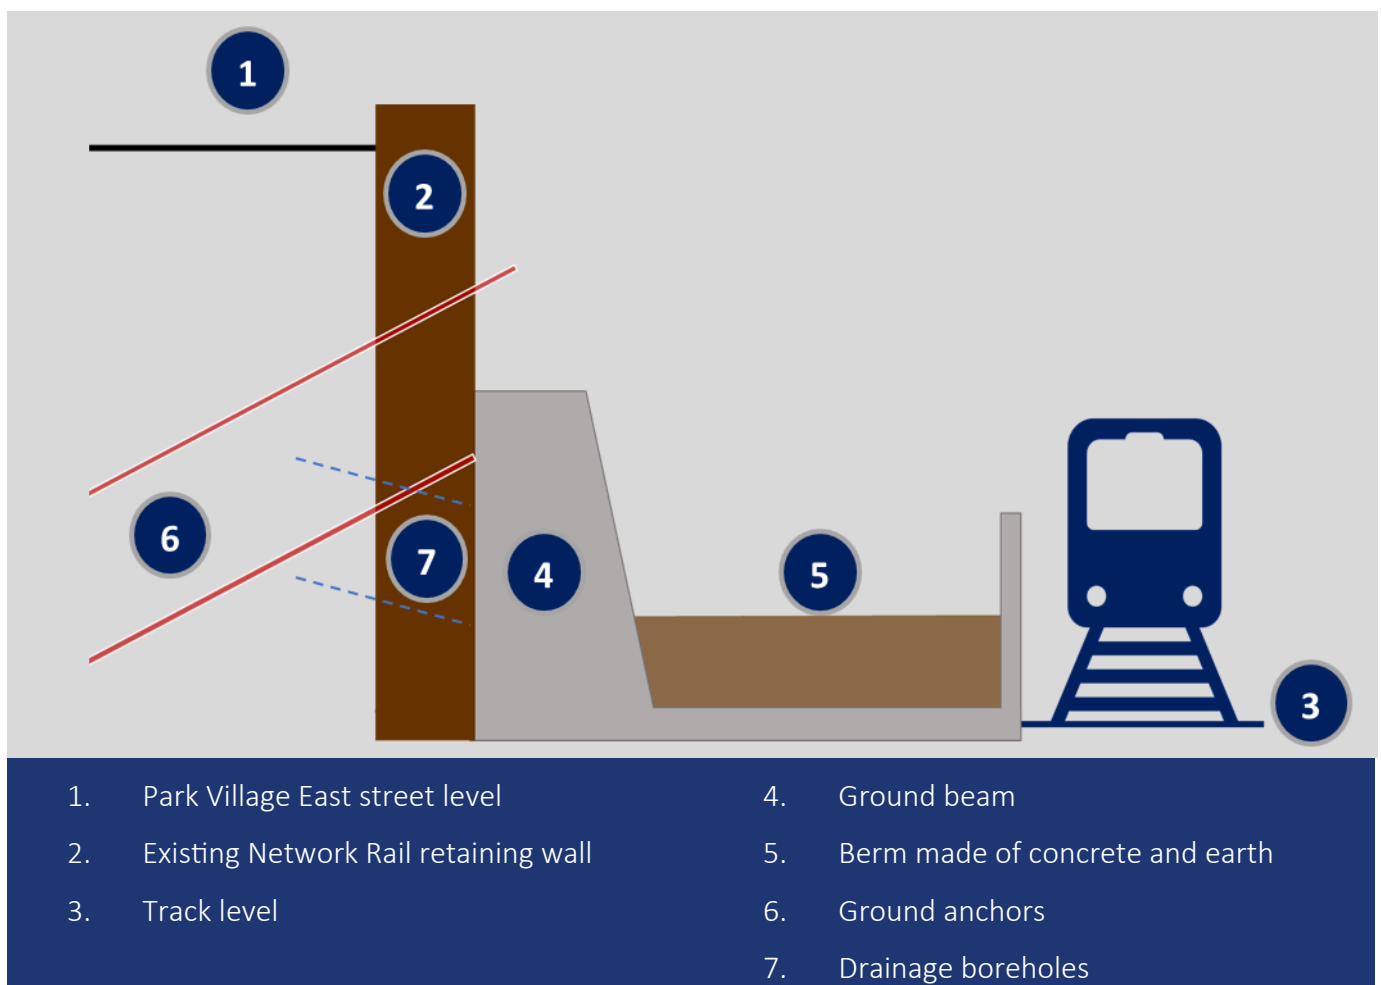 1
2
6
7
4
5
3
1. Park Village East street level
2. Existing Network Rail retaining wall
3. Track level
4. Ground beam
5. Berm made of concrete and earth
6. Ground anchors
7. Drainage boreholes